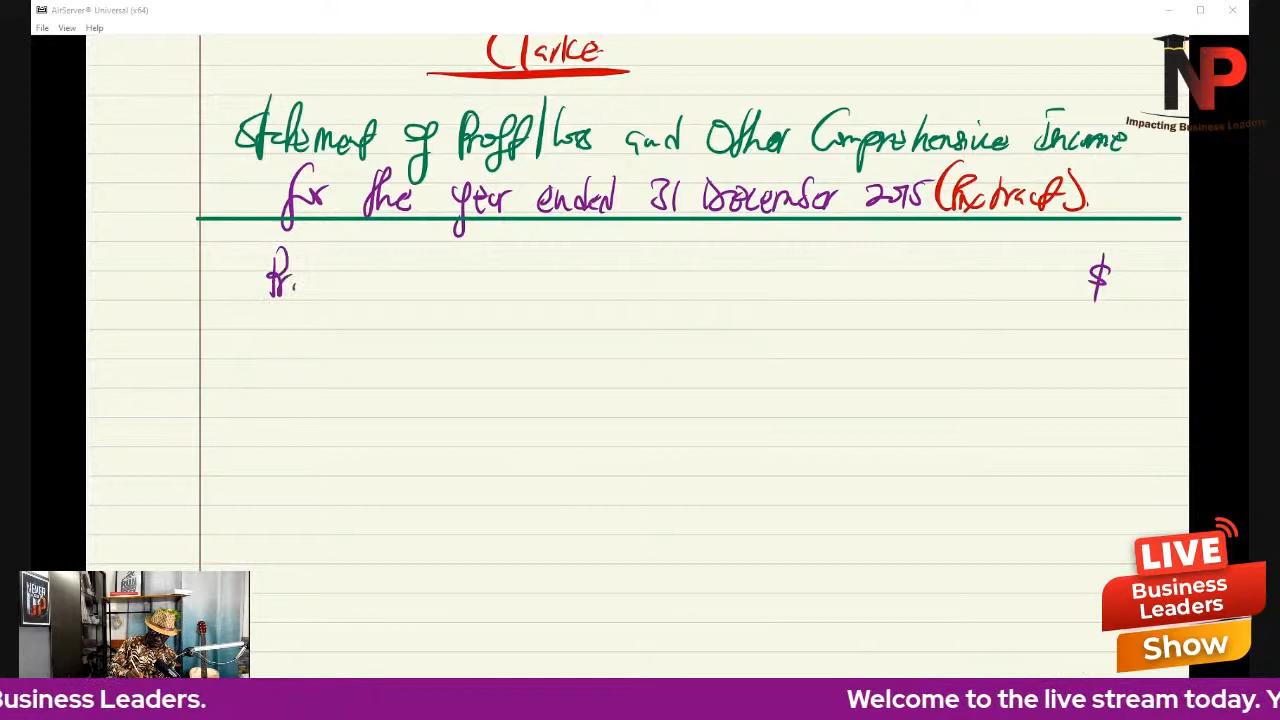 AirServer® Universal (x64)
File View Help
Clarke
Statement of Profit/Loss and Other Comprehensive Income
for the year ended 31 December 2015 (Extract).
Pr
$
NP
Impacting Business Leaders
LIVE
Business
Leaders
Show
Business Leaders.
Welcome to the live stream today. Y